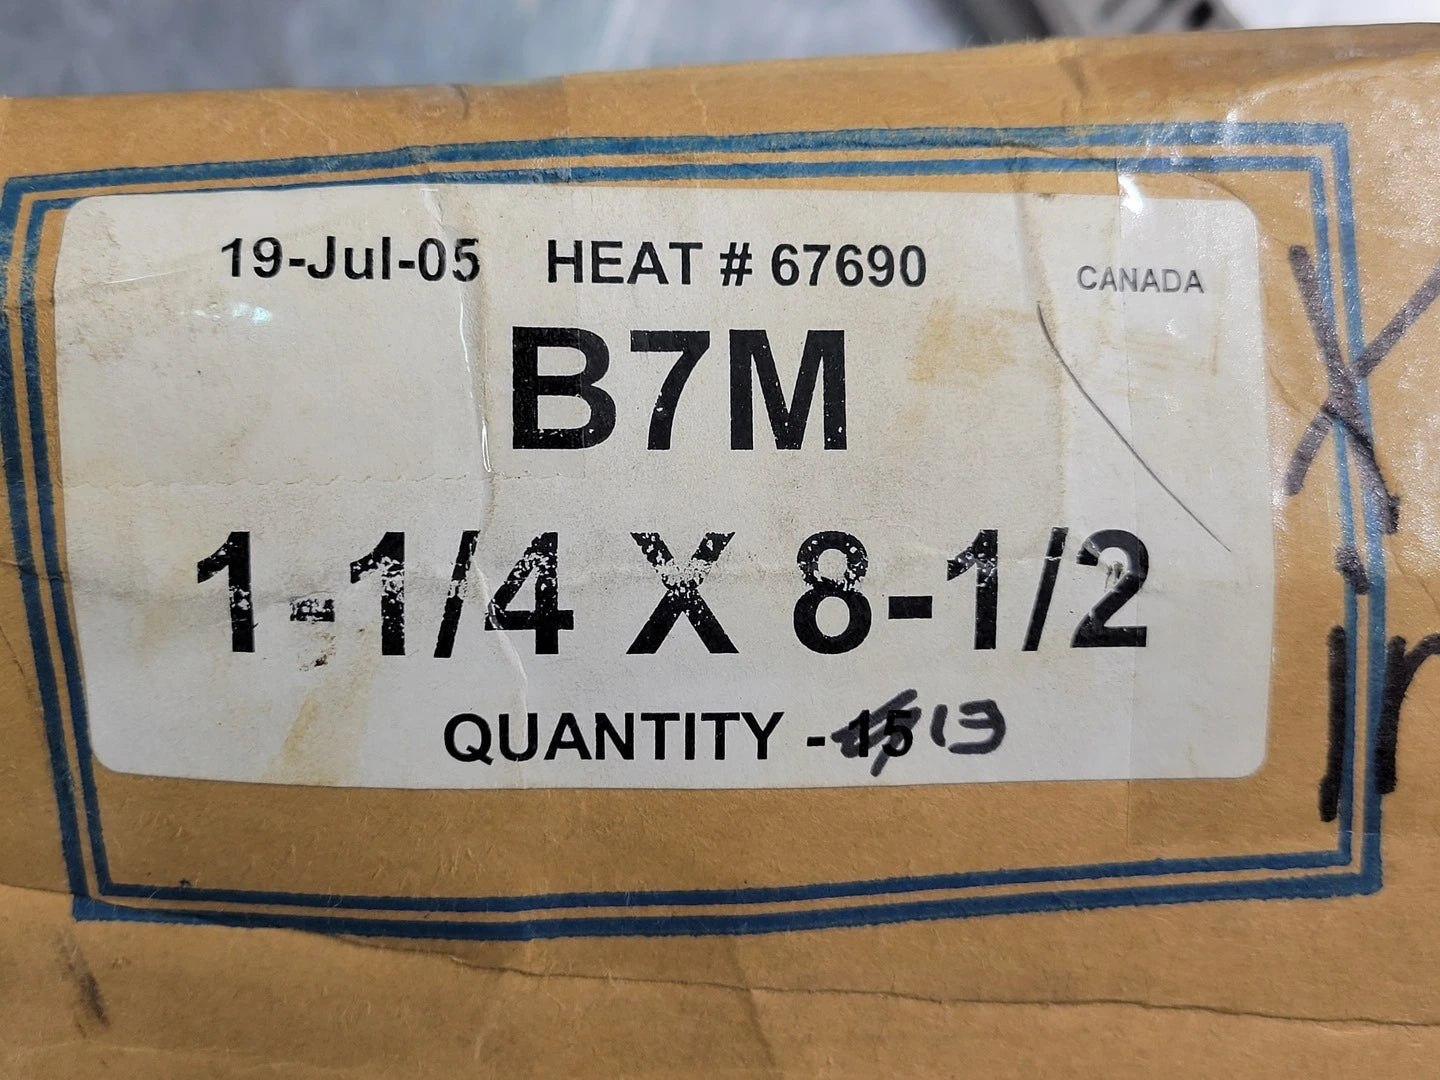 19-Jul-05 HEAT # 67690 CANADA
B7M
1-1/4 X 8-1/2
QUANTITY - 15 13
X